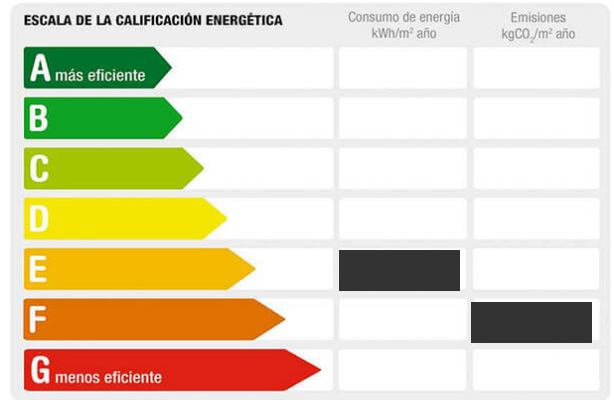 ESCALA DE LA CALIFICACIÓN ENERGÉTICA
Consumo de energía
kWh/m² año
Emisiones
kgCO₂/m² año
A más eficiente
B
C
D
E
F
G menos eficiente